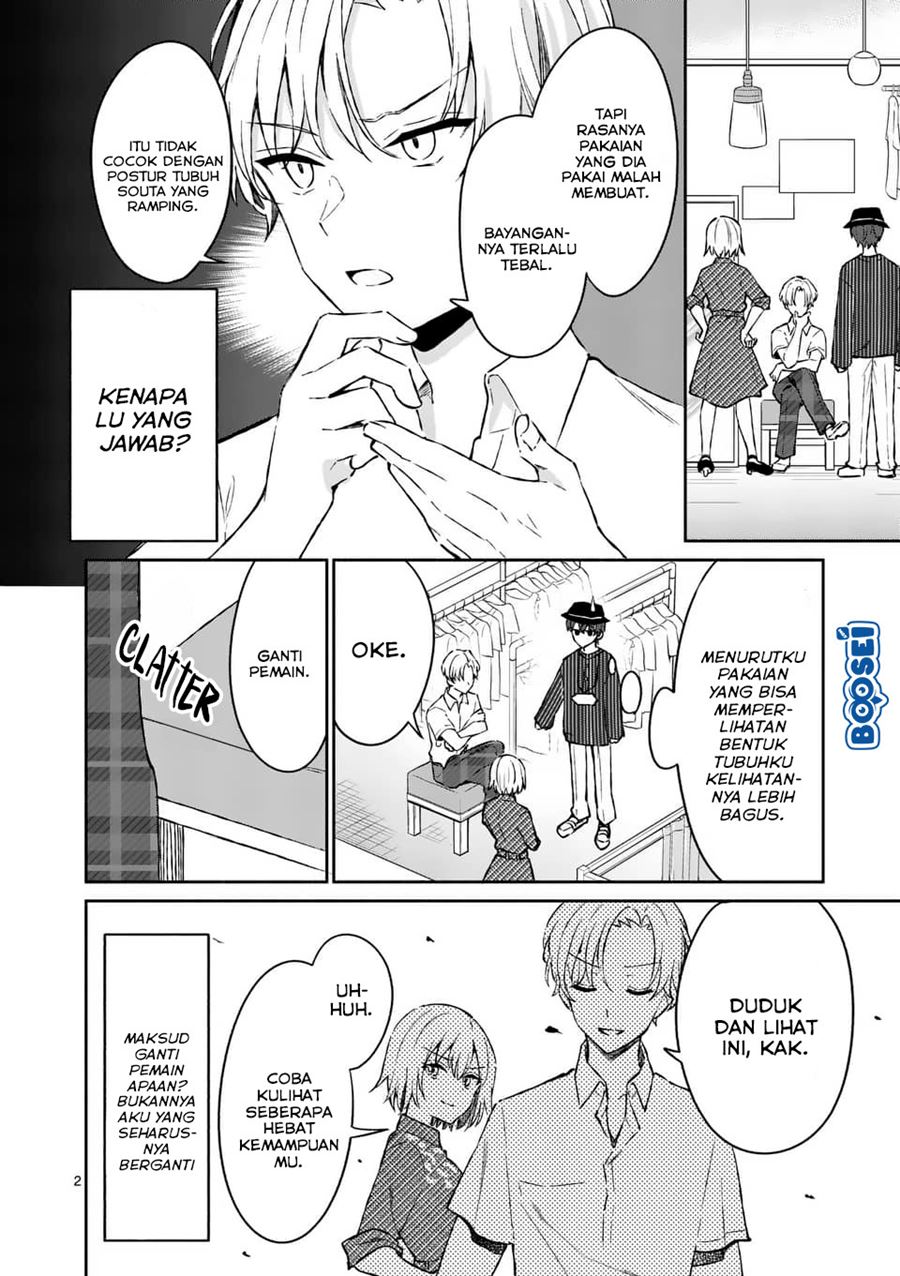 TAPI
RASANYA
PAKAIAN
YANG DIA
PAKAI MALAH
MEMBUAT.
BAYANGAN-
NYA TERLALU
TEBAL.
ITU TIDAK
COCOK DENGAN
POSTUR TUBUH
SOUTA YANG
RAMPING.
KENAPA
LU YANG
JAWAB?
MENURUTKU
PAKAIAN
YANG BISA
MEMPER-
LIHATAN
BENTUK
TUBUHKU
KELIHATAN-
NYA LEBIH
BAGUS.
OKE.
GANTI
PEMAIN.
CLATTER
BOOSEI
DUDUK
DAN LIHAT
INI, KAK.
UH-
HUH.
COBA
KULIHAT
SEBERAPA
HEBAT
KEMAMPUAN
MU.
MAKSUD
GANTI
PEMAIN
APAAN?
BUKANNYA
AKU YANG
SEHARUS-
NYA
BERGANTI
2